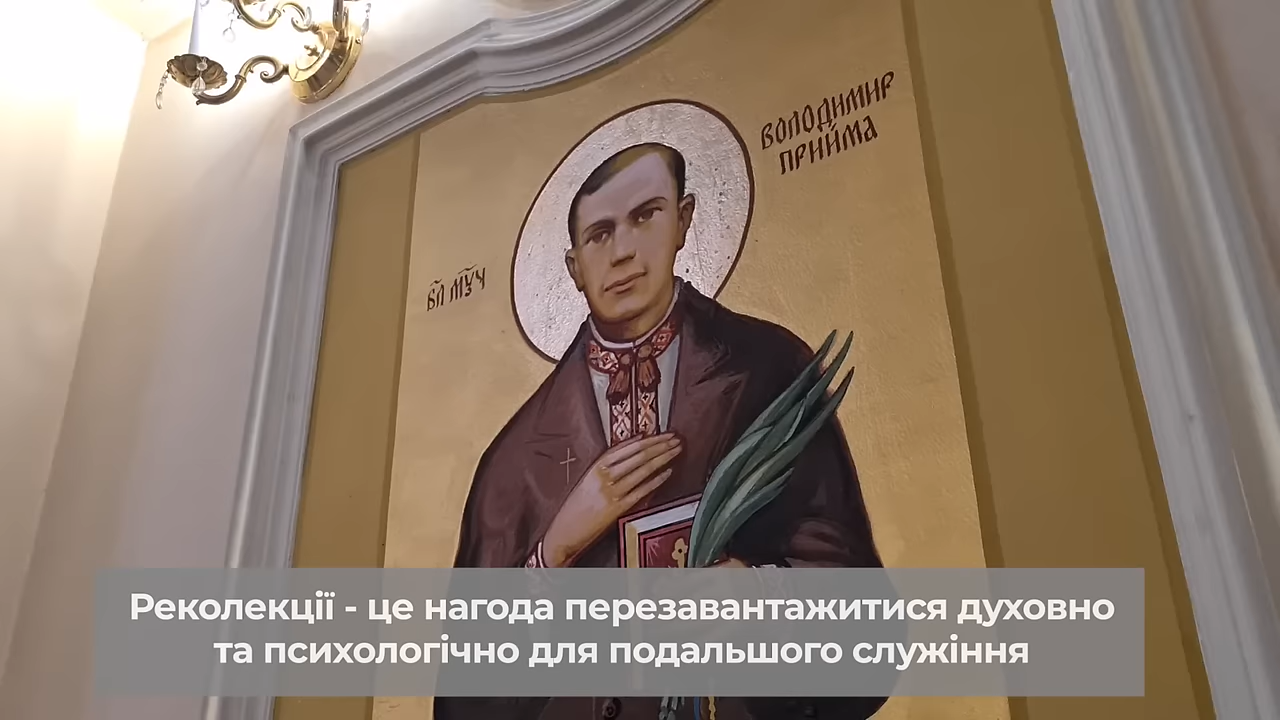 ВОЛОДИМИР
ПРИЙМА
БЛ МУЧ
Реколекції - це нагода перезавантажитися духовно
та психологічно для подальшого служіння